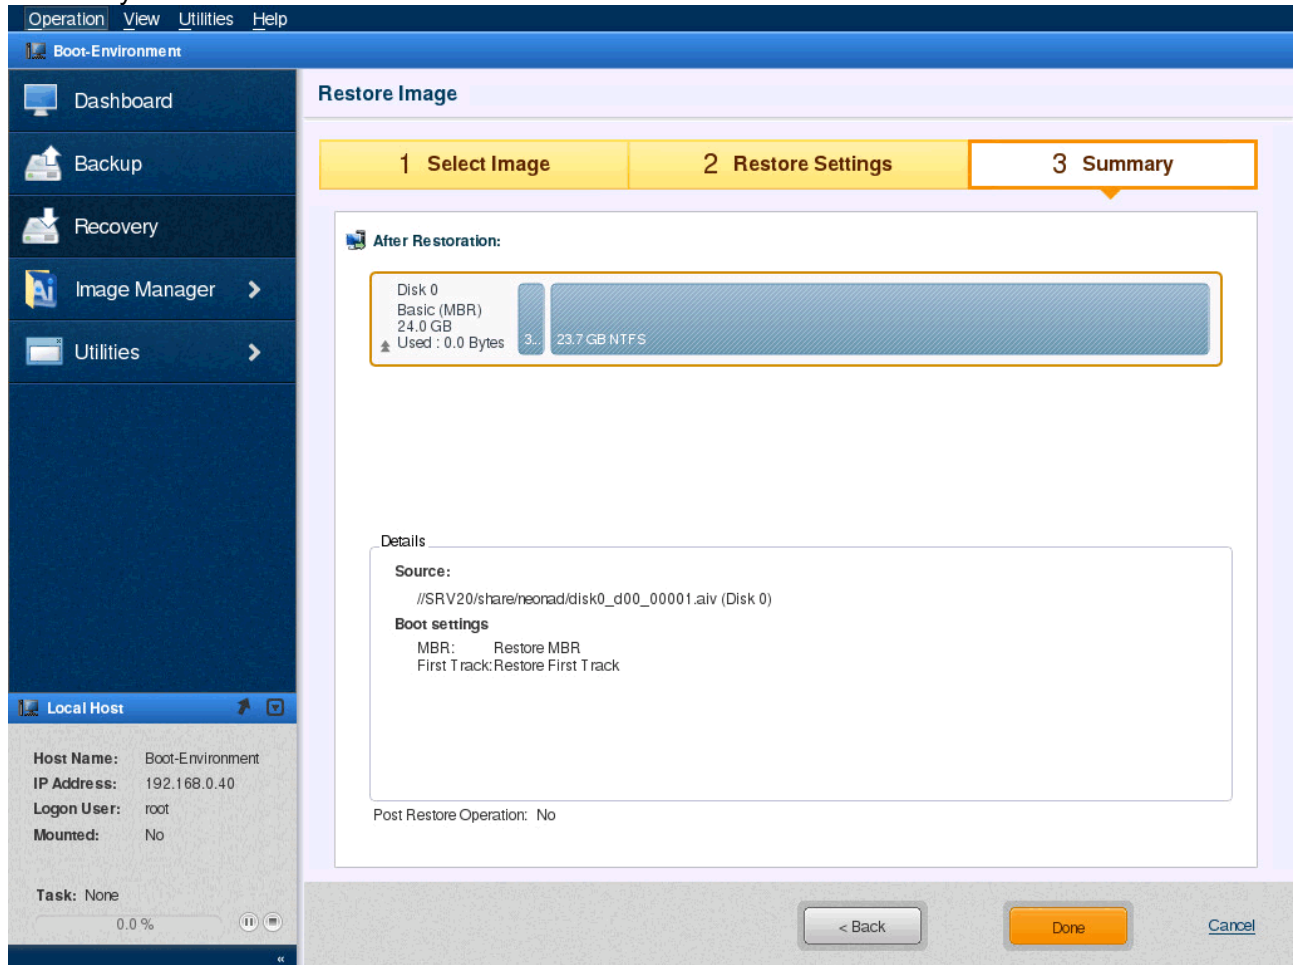 Operation View Utilities Help
Boot-Environment
Dashboard
Backup
Recovery
Image Manager
Utilities
Restore Image
1 Select Image
2 Restore Settings
3 Summary
After Restoration:
Disk 0
Basic (MBR)
24.0 GB
Used : 0.0 Bytes
3...
23.7 GB NTFS
Details
Source:
//SRV20/share/neonad/disk0_d00_00001.aiv (Disk 0)
Boot settings
MBR: Restore MBR
First Track: Restore First Track
Post Restore Operation: No
Local Host
Host Name: Boot-Environment
IP Address: 192.168.0.40
Logon User: root
Mounted: No
Task: None
0.0 %
«
< Back
Done
Cancel